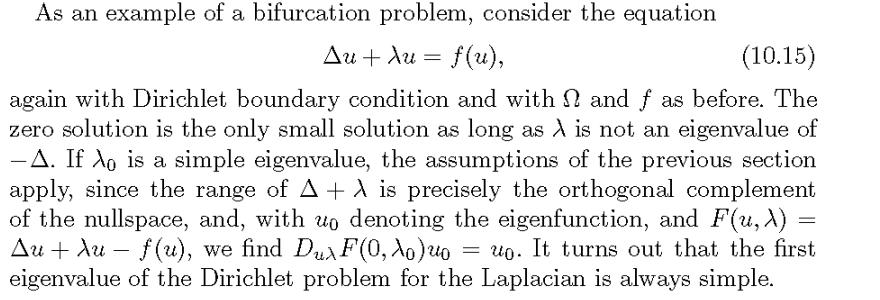 As an example of a bifurcation problem, consider the equation
Δu + λu = f(u), (10.15)
again with Dirichlet boundary condition and with Ω and f as before. The
zero solution is the only small solution as long as λ is not an eigenvalue of
−Δ. If λ₀ is a simple eigenvalue, the assumptions of the previous section
apply, since the range of Δ + λ is precisely the orthogonal complement
of the nullspace, and, with u₀ denoting the eigenfunction, and F(u, λ) =
Δu + λu − f(u), we find D_{uλ}F(0, λ₀)u₀ = u₀. It turns out that the first
eigenvalue of the Dirichlet problem for the Laplacian is always simple.